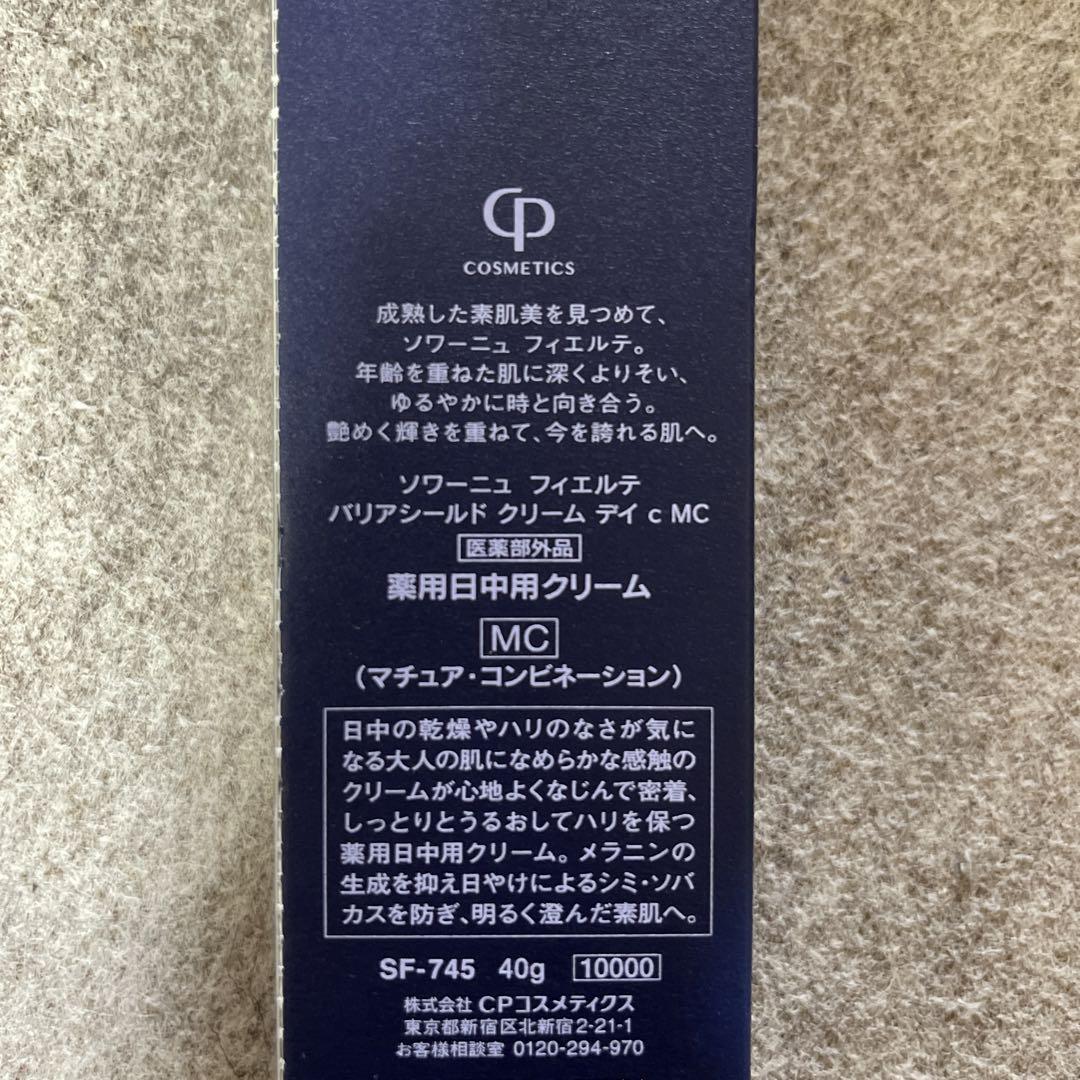 CP
COSMETICS
成熟した素肌美を見つめて、
ソワーニュ フィエルテ。
年齢を重ねた肌に深くよりそい、
ゆるやかに時と向き合う。
艶めく輝きを重ねて、今を誇れる肌へ。
ソワーニュ フィエルテ
バリアシールド クリーム デイ c MC
医薬部外品
薬用日中用クリーム
MC
(マチュア・コンビネーション)
日中の乾燥やハリのなさが気に
なる大人の肌になめらかな感触の
クリームが心地よくなじんで密着、
しっとりとうるおしてハリを保つ
薬用日中用クリーム。メラニンの
生成を抑え日やけによるシミ・ソバ
カスを防ぎ、明るく澄んだ素肌へ。
SF-745 40g 10000
株式会社 CPコスメティクス
東京都新宿区北新宿2-21-1
お客様相談室 0120-294-970